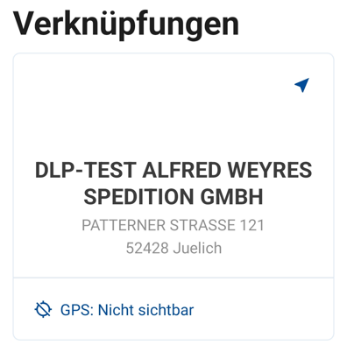 Verknüpfungen
DLP-TEST ALFRED WEYRES
SPEDITION GMBH
PATTERNER STRASSE 121
52428 Juelich
GPS: Nicht sichtbar